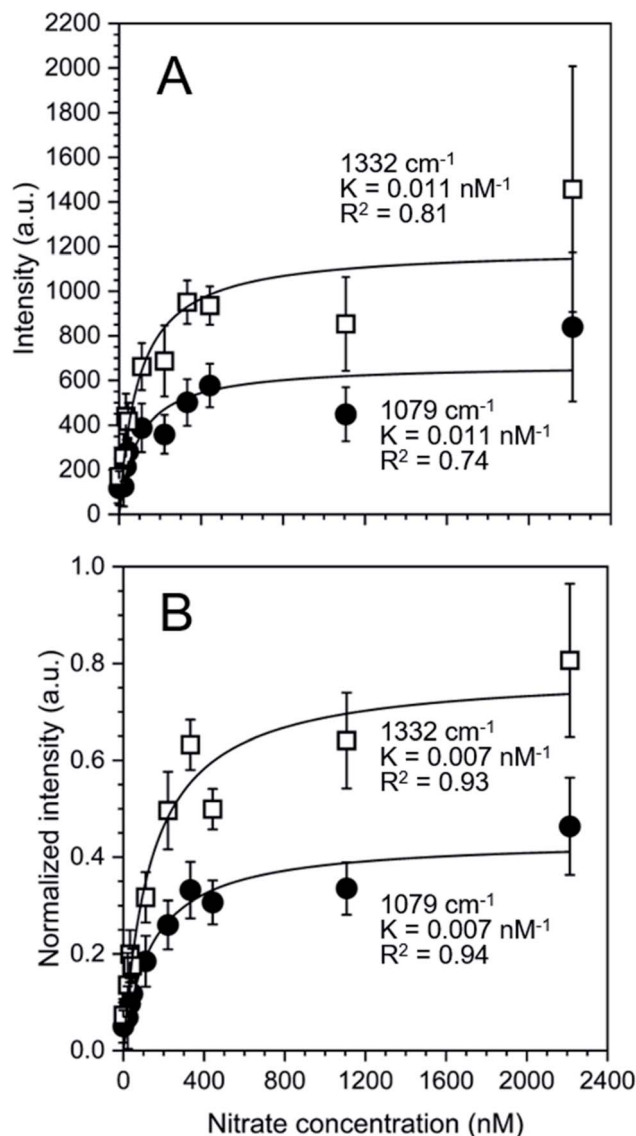 A
2200
2000
1800
1600
1400
1200
1000
800
600
400
200
0
Intensity (a.u.)
1332 cm⁻¹
K = 0.011 nM⁻¹
R² = 0.81
1079 cm⁻¹
K = 0.011 nM⁻¹
R² = 0.74
B
1.0
0.8
0.6
0.4
0.2
0.0
Normalized intensity (a.u.)
1332 cm⁻¹
K = 0.007 nM⁻¹
R² = 0.93
1079 cm⁻¹
K = 0.007 nM⁻¹
R² = 0.94
0 400 800 1200 1600 2000 2400
Nitrate concentration (nM)